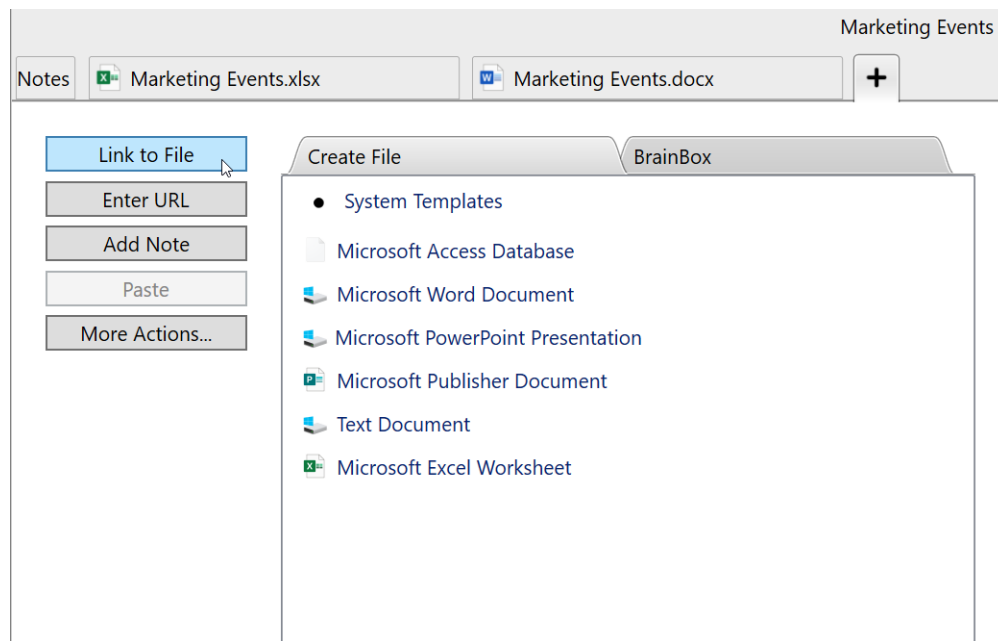 Marketing Events
Notes Marketing Events.xlsx Marketing Events.docx +
Link to File
Enter URL
Add Note
Paste
More Actions...
Create File BrainBox
System Templates
Microsoft Access Database
Microsoft Word Document
Microsoft PowerPoint Presentation
Microsoft Publisher Document
Text Document
Microsoft Excel Worksheet